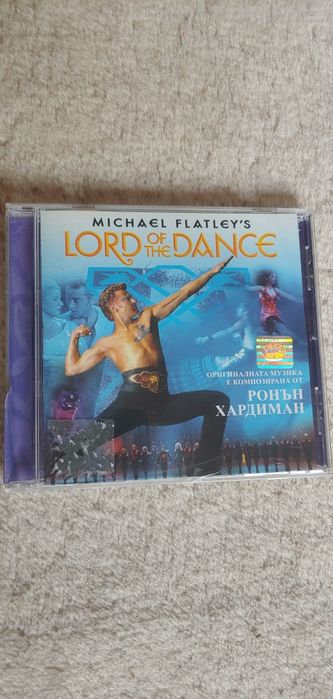 MICHAEL FLATLEY'S
LORD OF THE DANCE
ОРИГИНАЛНАТА МУЗИКА
Е КОМПОЗИРАНА ОТ
РОНЪН
ХАРДИМАН